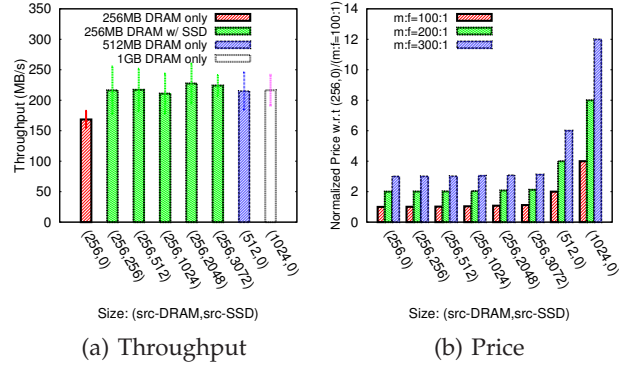 256MB DRAM only
256MB DRAM w/ SSD
512MB DRAM only
1GB DRAM only
Throughput (MB/s)
350
300
250
200
150
100
50
0
(256,0)
(256,256)
(256,512)
(256,1024)
(256,2048)
(256,3072)
(512,0)
(1024,0)
Size: (src-DRAM,src-SSD)
(a) Throughput
m:f=100:1
m:f=200:1
m:f=300:1
Normalized Price w.r.t (256,0)/(m:f=100:1)
14
12
10
8
6
4
2
0
(256,0)
(256,256)
(256,512)
(256,1024)
(256,2048)
(256,3072)
(512,0)
(1024,0)
Size: (src-DRAM,src-SSD)
(b) Price